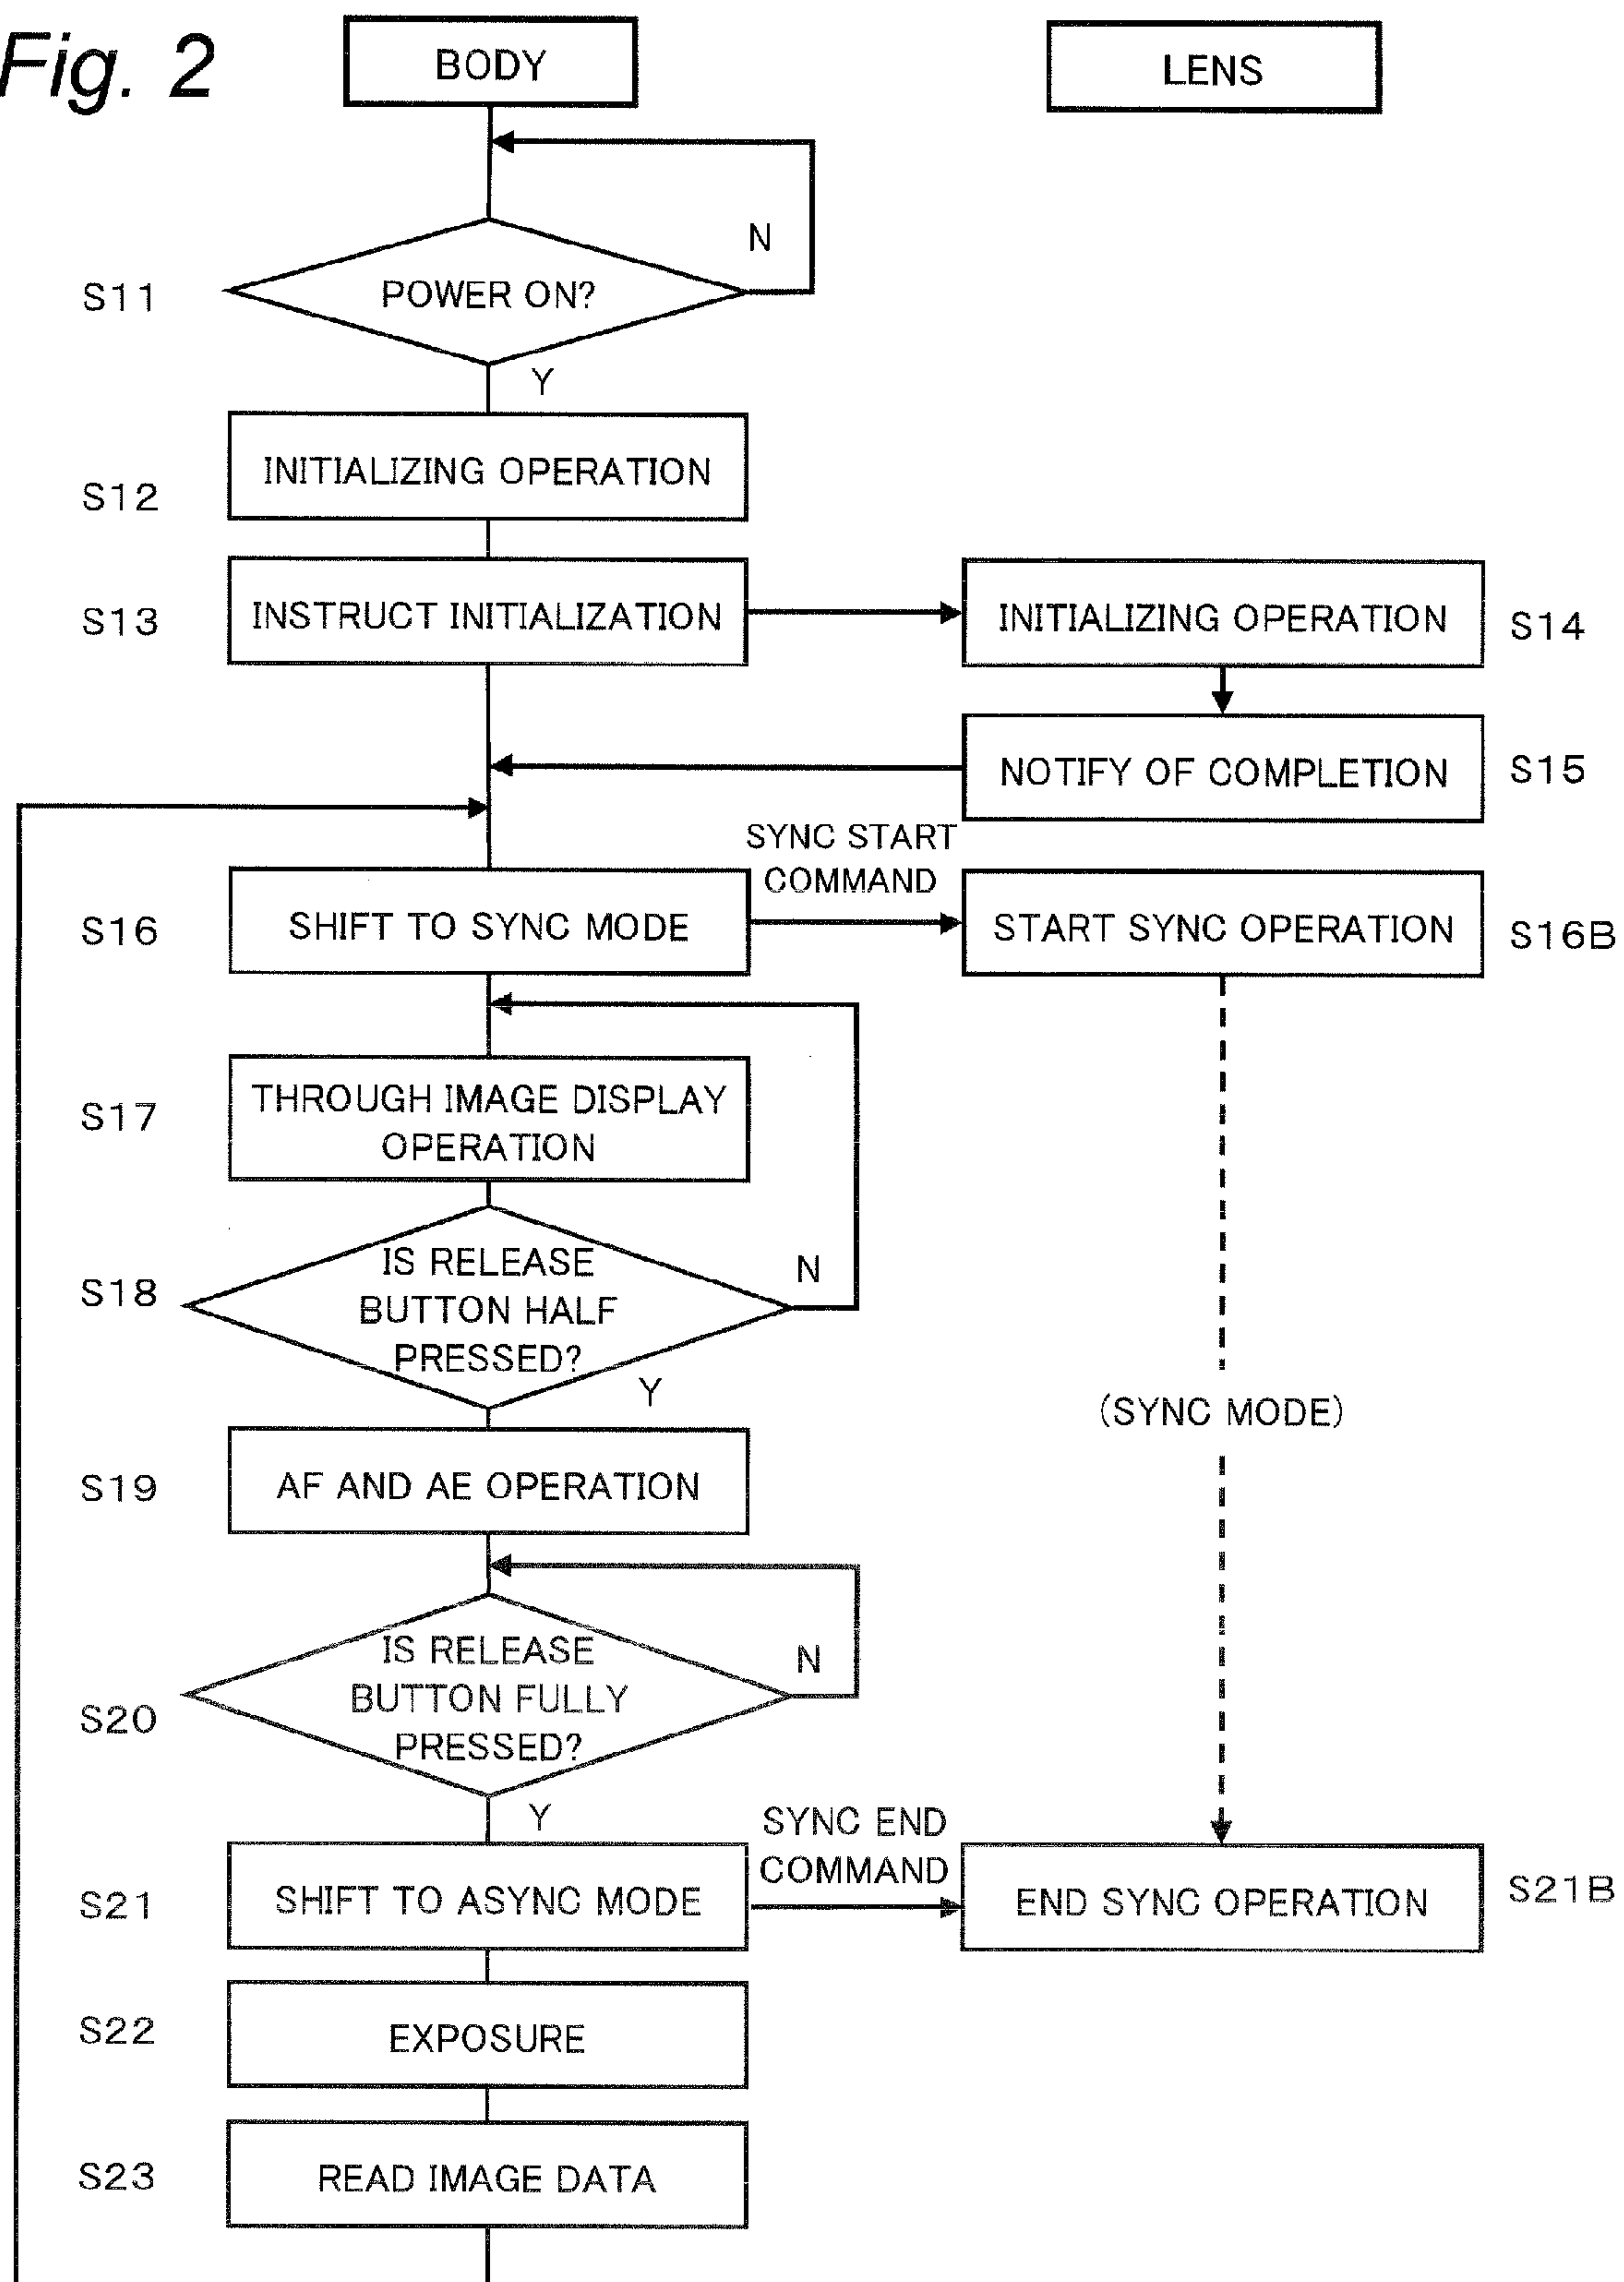 Fig. 2
BODY
LENS
N
S11
POWER ON?
Y
S12
INITIALIZING OPERATION
S13
INSTRUCT INITIALIZATION
INITIALIZING OPERATION
S14
NOTIFY OF COMPLETION
S15
SYNC START
COMMAND
S16
SHIFT TO SYNC MODE
START SYNC OPERATION
S16B
S17
THROUGH IMAGE DISPLAY
OPERATION
S18
IS RELEASE
BUTTON HALF
PRESSED?
N
Y
(SYNC MODE)
S19
AF AND AE OPERATION
S20
IS RELEASE
BUTTON FULLY
PRESSED?
N
Y
SYNC END
COMMAND
S21
SHIFT TO ASYNC MODE
END SYNC OPERATION
S21B
S22
EXPOSURE
S23
READ IMAGE DATA